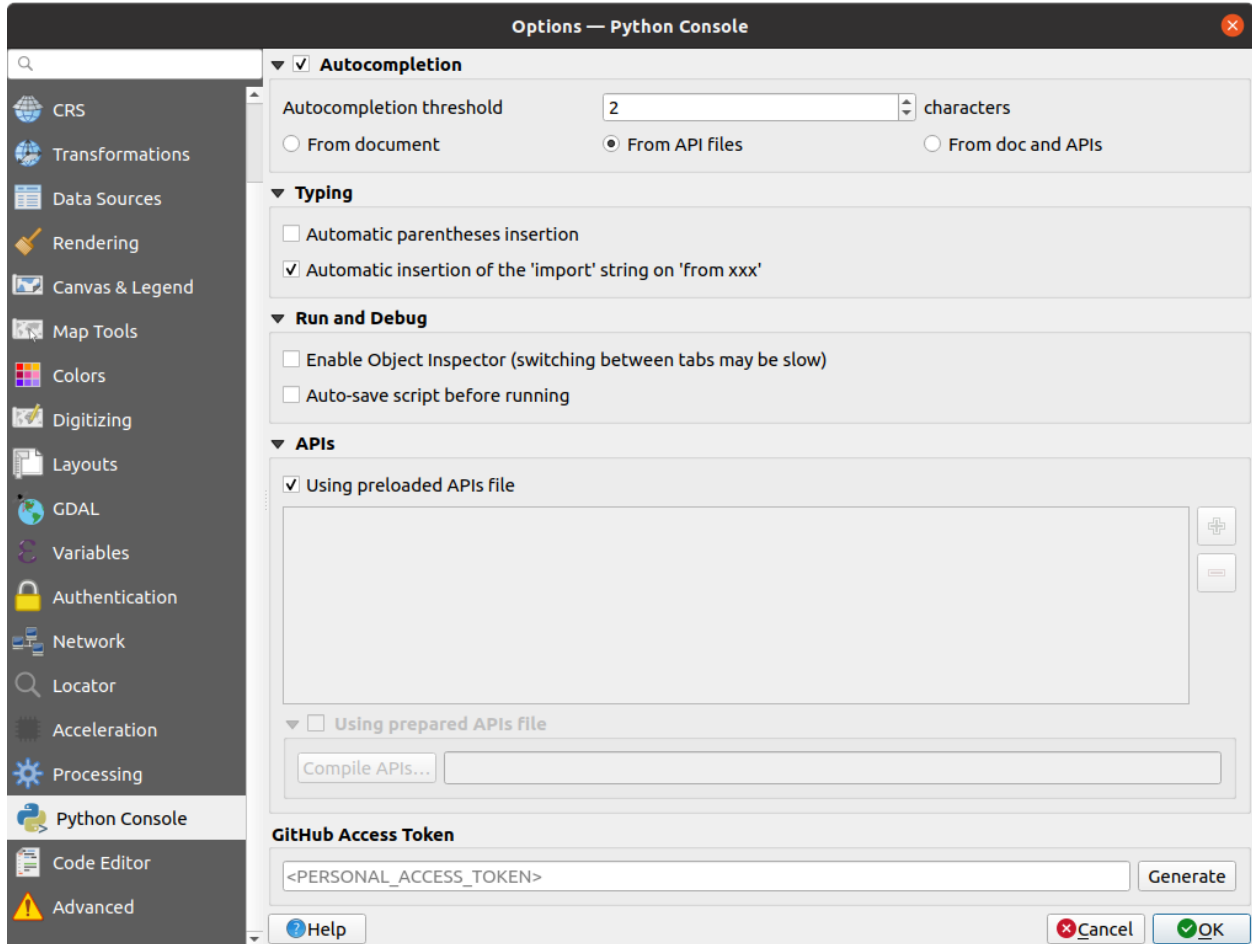 Options — Python Console
CRS
Transformations
Data Sources
Rendering
Canvas & Legend
Map Tools
Colors
Digitizing
Layouts
GDAL
Variables
Authentication
Network
Locator
Acceleration
Processing
Python Console
Code Editor
Advanced
Autocompletion
Autocompletion threshold 2 characters
From document From API files From doc and APIs
Typing
Automatic parentheses insertion
Automatic insertion of the 'import' string on 'from xxx'
Run and Debug
Enable Object Inspector (switching between tabs may be slow)
Auto-save script before running
APIs
Using preloaded APIs file
Using prepared APIs file
Compile APIs...
GitHub Access Token
<PERSONAL_ACCESS_TOKEN> Generate
Help Cancel OK